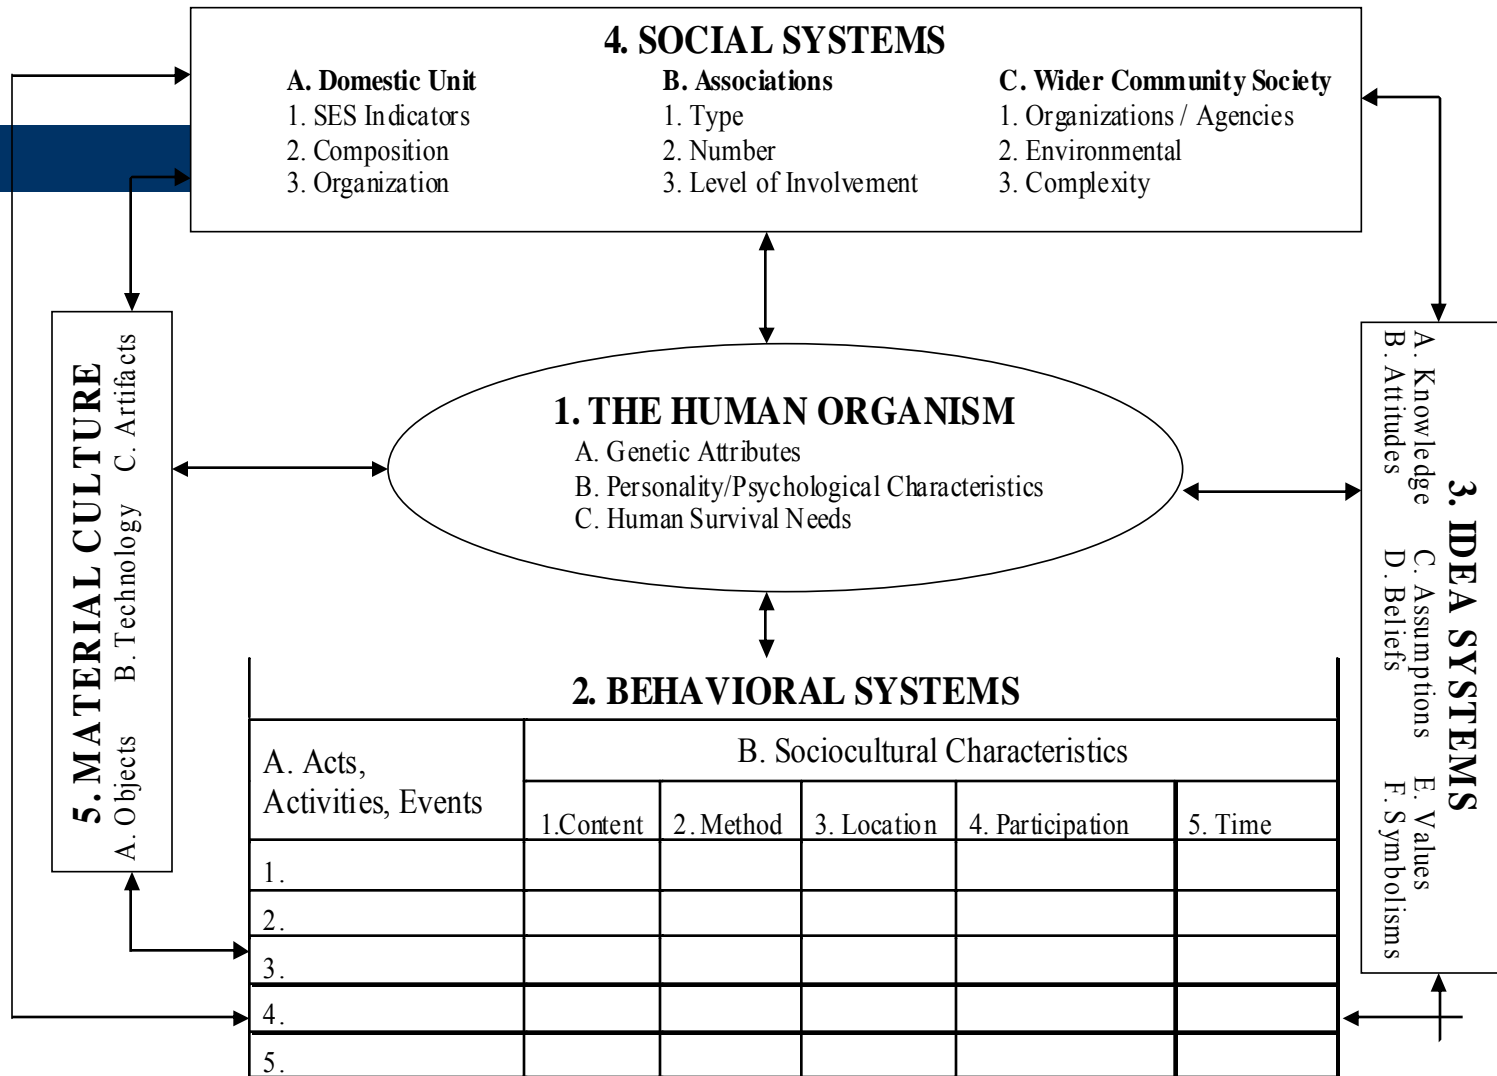 4. SOCIAL SYSTEMS
A. Domestic Unit
1. SES Indicators
2. Composition
3. Organization
B. Associations
1. Type
2. Number
3. Level of Involvement
C. Wider Community Society
1. Organizations / Agencies
2. Environmental
3. Complexity
5. MATERIAL CULTURE
A. Objects B. Technology C. Artifacts
1. THE HUMAN ORGANISM
A. Genetic Attributes
B. Personality/Psychological Characteristics
C. Human Survival Needs
3. IDEA SYSTEMS
A. Knowledge C. Assumptions E. Values
B. Attitudes D. Beliefs F. Symbolisms
2. BEHAVIORAL SYSTEMS
A. Acts,
Activities, Events
B. Sociocultural Characteristics
1.Content 2. Method 3. Location 4. Participation 5. Time
1.
2.
3.
4.
5.